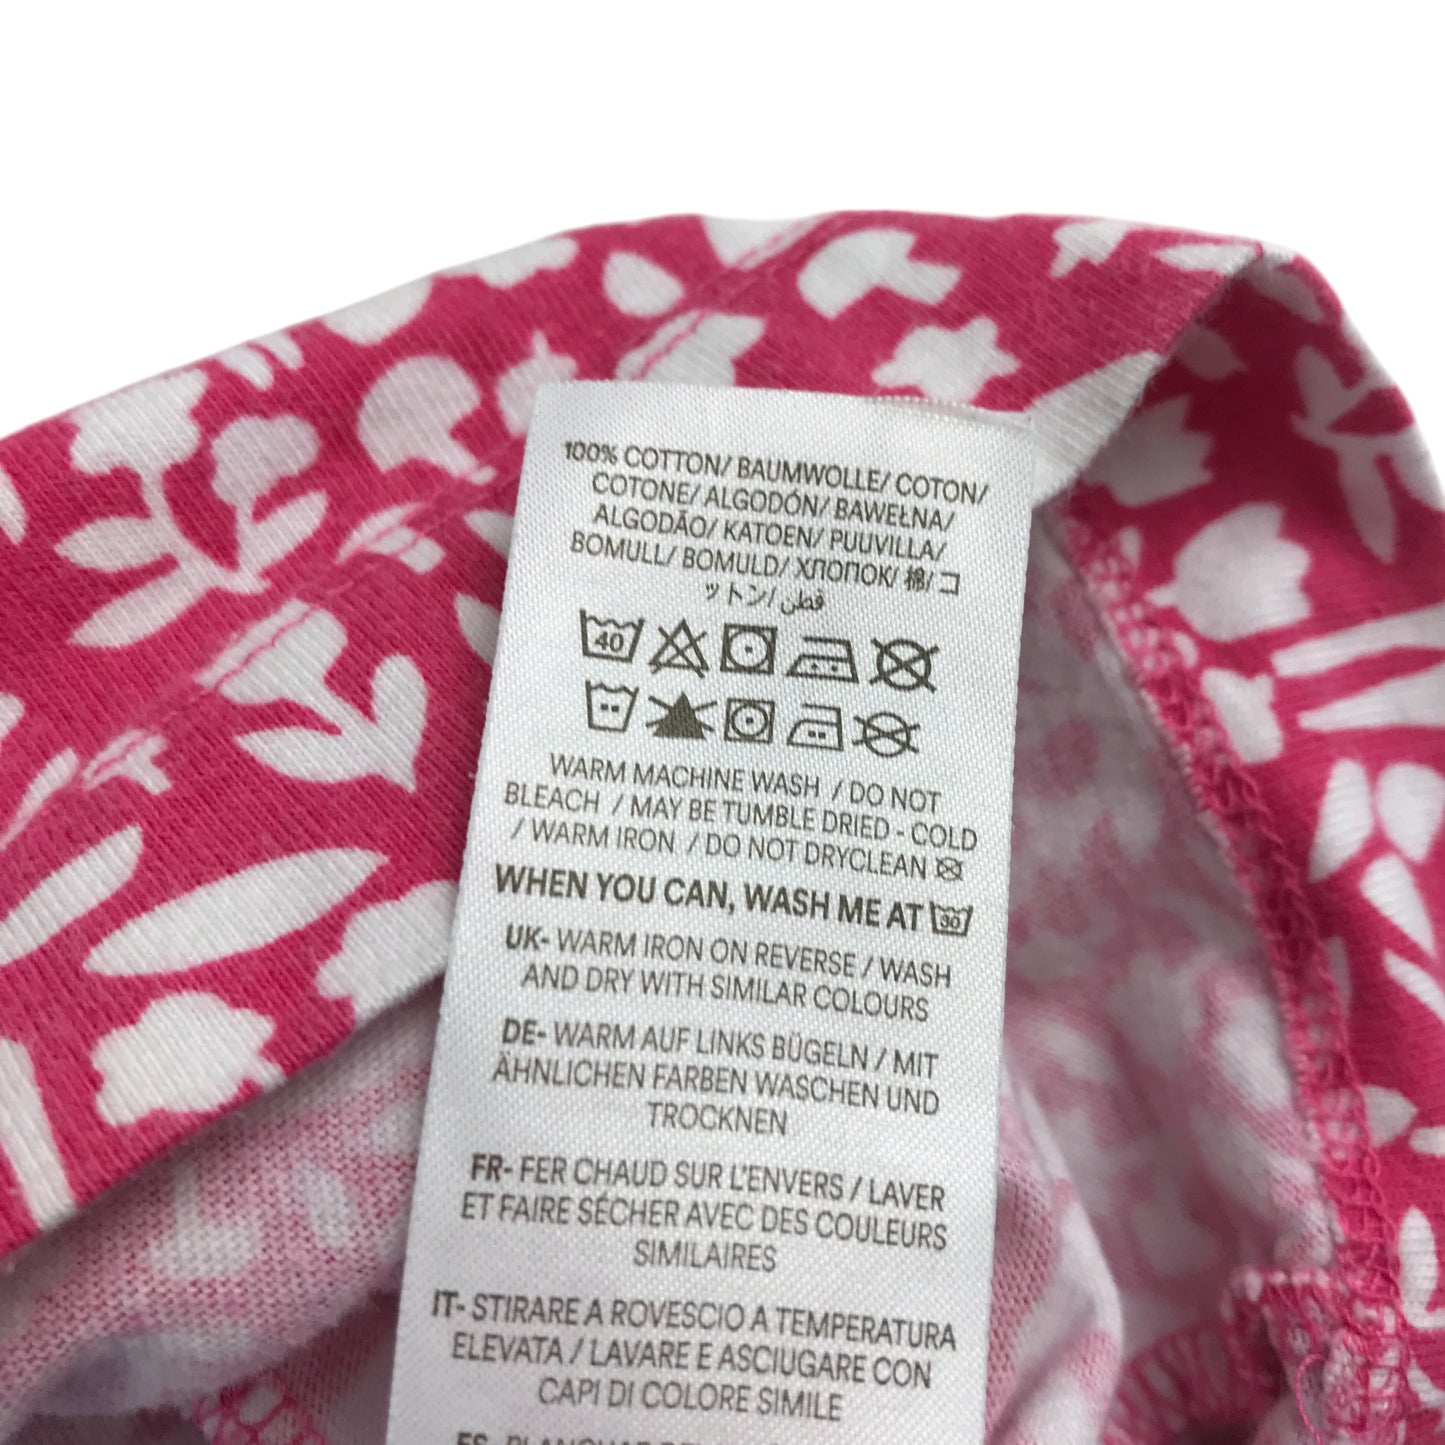 100% COTTON/ BAUMWOLLE/ COTON/
COTONE/ ALGODÓN/ BAWEŁNA/
ALGODÃO/ KATOEN/ PUUVILLA/
BOMULL/ BOMULD/ ХЛОПОК/ 棉/ コ
ットン/ قطن
40
WARM MACHINE WASH / DO NOT
BLEACH / MAY BE TUMBLE DRIED - COLD
/ WARM IRON / DO NOT DRYCLEAN
WHEN YOU CAN, WASH ME AT 30
UK- WARM IRON ON REVERSE / WASH
AND DRY WITH SIMILAR COLOURS
DE- WARM AUF LINKS BÜGELN / MIT
ÄHNLICHEN FARBEN WASCHEN UND
TROCKNEN
FR- FER CHAUD SUR L'ENVERS / LAVER
ET FAIRE SÉCHER AVEC DES COULEURS
SIMILAIRES
IT- STIRARE A ROVESCIO A TEMPERATURA
ELEVATA / LAVARE E ASCIUGARE CON
CAPI DI COLORE SIMILE
ES- PLANCHAR